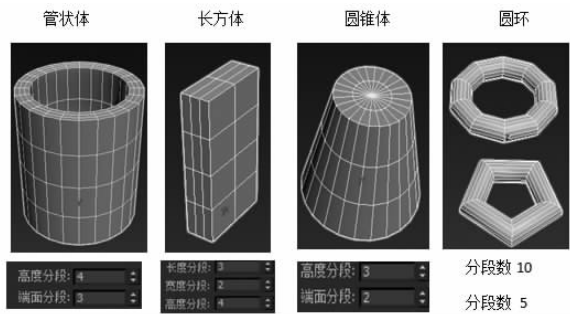 管状体 长方体 圆锥体 圆环
高度分段: 4
端面分段: 3
长度分段: 3
宽度分段: 2
高度分段: 4
高度分段: 3
端面分段: 2
分段数 10
分段数 5